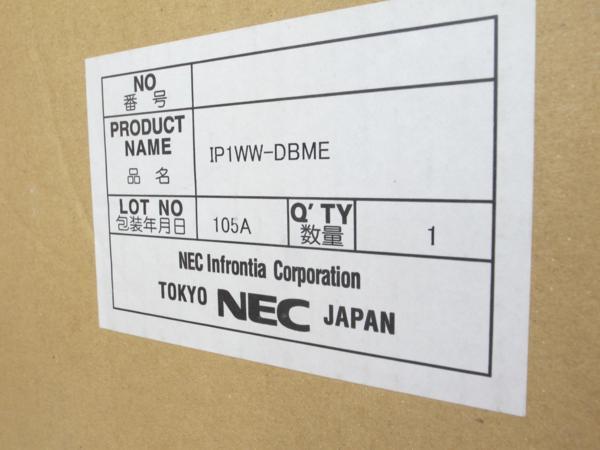 NO
番 号
PRODUCT
NAME
品 名
IP1WW-DBME
LOT NO
包装年月日
105A
Q' TY
数量
1
NEC Infrontia Corporation
TOKYO NEC JAPAN